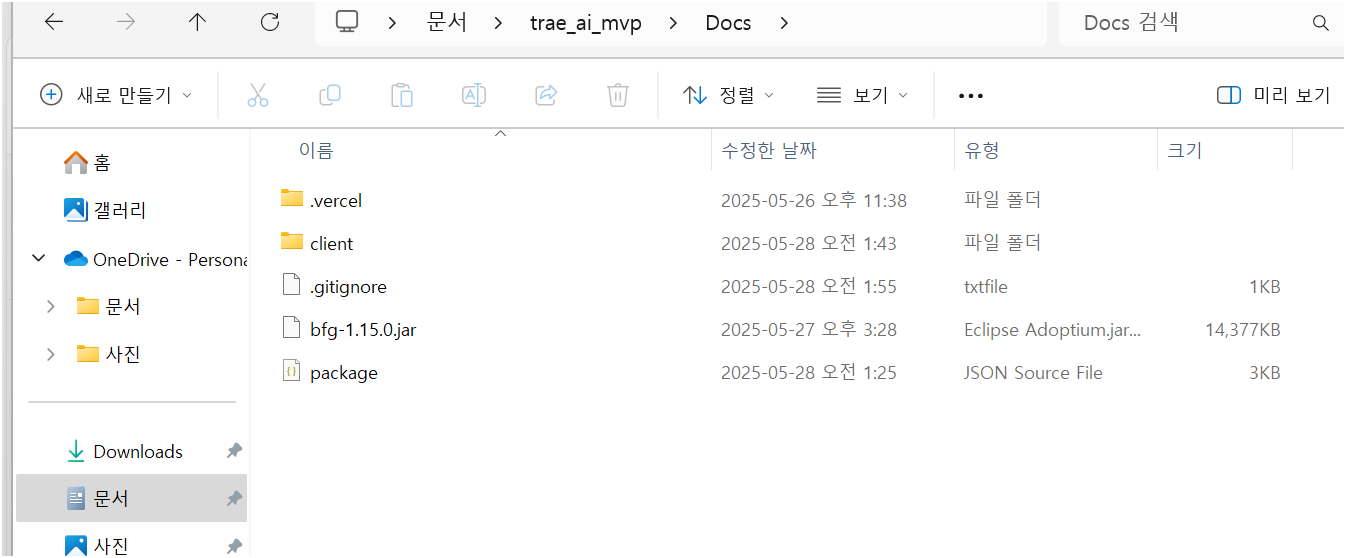 문서 > trae_ai_mvp > Docs >
Docs 검색
새로 만들기
정렬
보기
미리 보기
홈
갤러리
OneDrive - Persona
문서
사진
Downloads
문서
사진
이름 수정한 날짜 유형 크기
.vercel 2025-05-26 오후 11:38 파일 폴더
client 2025-05-28 오전 1:43 파일 폴더
.gitignore 2025-05-28 오전 1:55 txtfile 1KB
bfg-1.15.0.jar 2025-05-27 오후 3:28 Eclipse Adoptium.jar... 14,377KB
package 2025-05-28 오전 1:25 JSON Source File 3KB